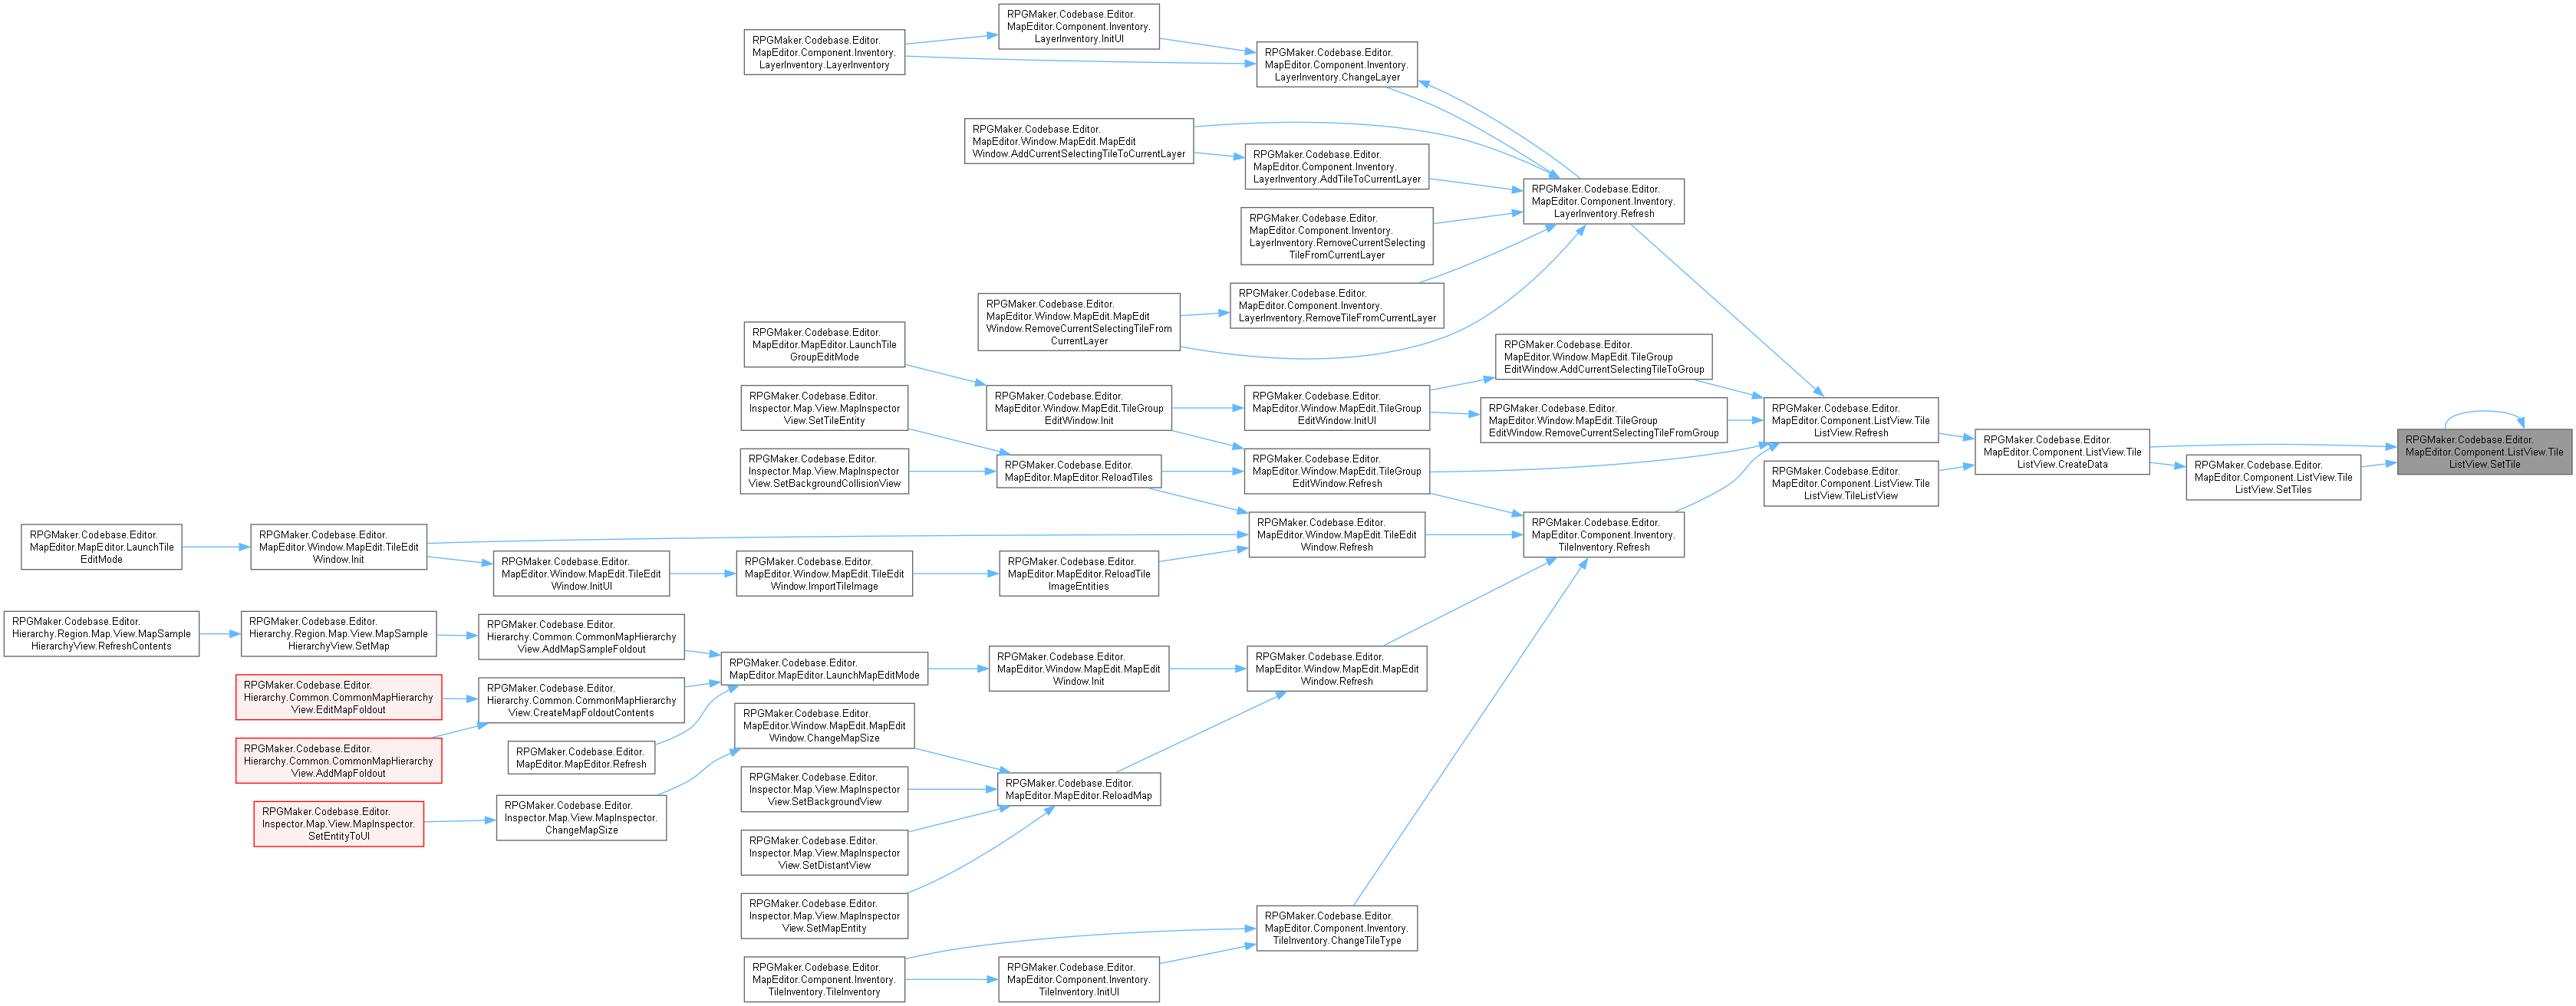 RPGMaker.Codebase.Editor.
MapEditor.Component.Inventory.
LayerInventory.LayerInventory
RPGMaker.Codebase.Editor.
MapEditor.Component.Inventory.
LayerInventory.InitUI
RPGMaker.Codebase.Editor.
MapEditor.Component.Inventory.
LayerInventory.ChangeLayer
RPGMaker.Codebase.Editor.
MapEditor.Window.MapEdit.MapEdit
Window.AddCurrentSelectingTileToCurrentLayer
RPGMaker.Codebase.Editor.
MapEditor.Component.Inventory.
LayerInventory.AddTileToCurrentLayer
RPGMaker.Codebase.Editor.
MapEditor.Component.Inventory.
LayerInventory.Refresh
RPGMaker.Codebase.Editor.
MapEditor.Component.Inventory.
LayerInventory.RemoveCurrentSelecting
TileFromCurrentLayer
RPGMaker.Codebase.Editor.
MapEditor.Window.MapEdit.MapEdit
Window.RemoveCurrentSelectingTileFrom
CurrentLayer
RPGMaker.Codebase.Editor.
MapEditor.Component.Inventory.
LayerInventory.RemoveTileFromCurrentLayer
RPGMaker.Codebase.Editor.
MapEditor.MapEditor.LaunchTile
GroupEditMode
RPGMaker.Codebase.Editor.
MapEditor.Window.MapEdit.TileGroup
EditWindow.AddCurrentSelectingTileToGroup
RPGMaker.Codebase.Editor.
Inspector.Map.View.MapInspector
View.SetTileEntity
RPGMaker.Codebase.Editor.
MapEditor.Window.MapEdit.TileGroup
EditWindow.Init
RPGMaker.Codebase.Editor.
MapEditor.Window.MapEdit.TileGroup
EditWindow.InitUI
RPGMaker.Codebase.Editor.
MapEditor.Window.MapEdit.TileGroup
EditWindow.RemoveCurrentSelectingTileFromGroup
RPGMaker.Codebase.Editor.
MapEditor.Component.ListView.Tile
ListView.Refresh
RPGMaker.Codebase.Editor.
MapEditor.Component.ListView.Tile
ListView.CreateData
RPGMaker.Codebase.Editor.
MapEditor.Component.ListView.Tile
ListView.SetTile
RPGMaker.Codebase.Editor.
Inspector.Map.View.MapInspector
View.SetBackgroundCollisionView
RPGMaker.Codebase.Editor.
MapEditor.MapEditor.ReloadTiles
RPGMaker.Codebase.Editor.
MapEditor.Window.MapEdit.TileGroup
EditWindow.Refresh
RPGMaker.Codebase.Editor.
MapEditor.Component.ListView.Tile
ListView.TileListView
RPGMaker.Codebase.Editor.
MapEditor.Component.ListView.Tile
ListView.SetTiles
RPGMaker.Codebase.Editor.
MapEditor.MapEditor.LaunchTile
EditMode
RPGMaker.Codebase.Editor.
MapEditor.Window.MapEdit.TileEdit
Window.Init
RPGMaker.Codebase.Editor.
MapEditor.Window.MapEdit.TileEdit
Window.Refresh
RPGMaker.Codebase.Editor.
MapEditor.Component.Inventory.
TileInventory.Refresh
RPGMaker.Codebase.Editor.
MapEditor.Window.MapEdit.TileEdit
Window.InitUI
RPGMaker.Codebase.Editor.
MapEditor.Window.MapEdit.TileEdit
Window.ImportTileImage
RPGMaker.Codebase.Editor.
MapEditor.MapEditor.ReloadTile
ImageEntities
RPGMaker.Codebase.Editor.
Hierarchy.Region.Map.View.MapSample
HierarchyView.RefreshContents
RPGMaker.Codebase.Editor.
Hierarchy.Region.Map.View.MapSample
HierarchyView.SetMap
RPGMaker.Codebase.Editor.
Hierarchy.Common.CommonMapHierarchy
View.AddMapSampleFoldout
RPGMaker.Codebase.Editor.
MapEditor.MapEditor.LaunchMapEditMode
RPGMaker.Codebase.Editor.
MapEditor.Window.MapEdit.MapEdit
Window.Init
RPGMaker.Codebase.Editor.
MapEditor.Window.MapEdit.MapEdit
Window.Refresh
RPGMaker.Codebase.Editor.
Hierarchy.Common.CommonMapHierarchy
View.EditMapFoldout
RPGMaker.Codebase.Editor.
Hierarchy.Common.CommonMapHierarchy
View.CreateMapFoldoutContents
RPGMaker.Codebase.Editor.
MapEditor.Window.MapEdit.MapEdit
Window.ChangeMapSize
RPGMaker.Codebase.Editor.
Hierarchy.Common.CommonMapHierarchy
View.AddMapFoldout
RPGMaker.Codebase.Editor.
MapEditor.MapEditor.Refresh
RPGMaker.Codebase.Editor.
Inspector.Map.View.MapInspector
View.SetBackgroundView
RPGMaker.Codebase.Editor.
MapEditor.MapEditor.ReloadMap
RPGMaker.Codebase.Editor.
Inspector.Map.View.MapInspector.
SetEntityToUI
RPGMaker.Codebase.Editor.
Inspector.Map.View.MapInspector.
ChangeMapSize
RPGMaker.Codebase.Editor.
Inspector.Map.View.MapInspector
View.SetDistantView
RPGMaker.Codebase.Editor.
Inspector.Map.View.MapInspector
View.SetMapEntity
RPGMaker.Codebase.Editor.
MapEditor.Component.Inventory.
TileInventory.ChangeTileType
RPGMaker.Codebase.Editor.
MapEditor.Component.Inventory.
TileInventory.TileInventory
RPGMaker.Codebase.Editor.
MapEditor.Component.Inventory.
TileInventory.InitUI